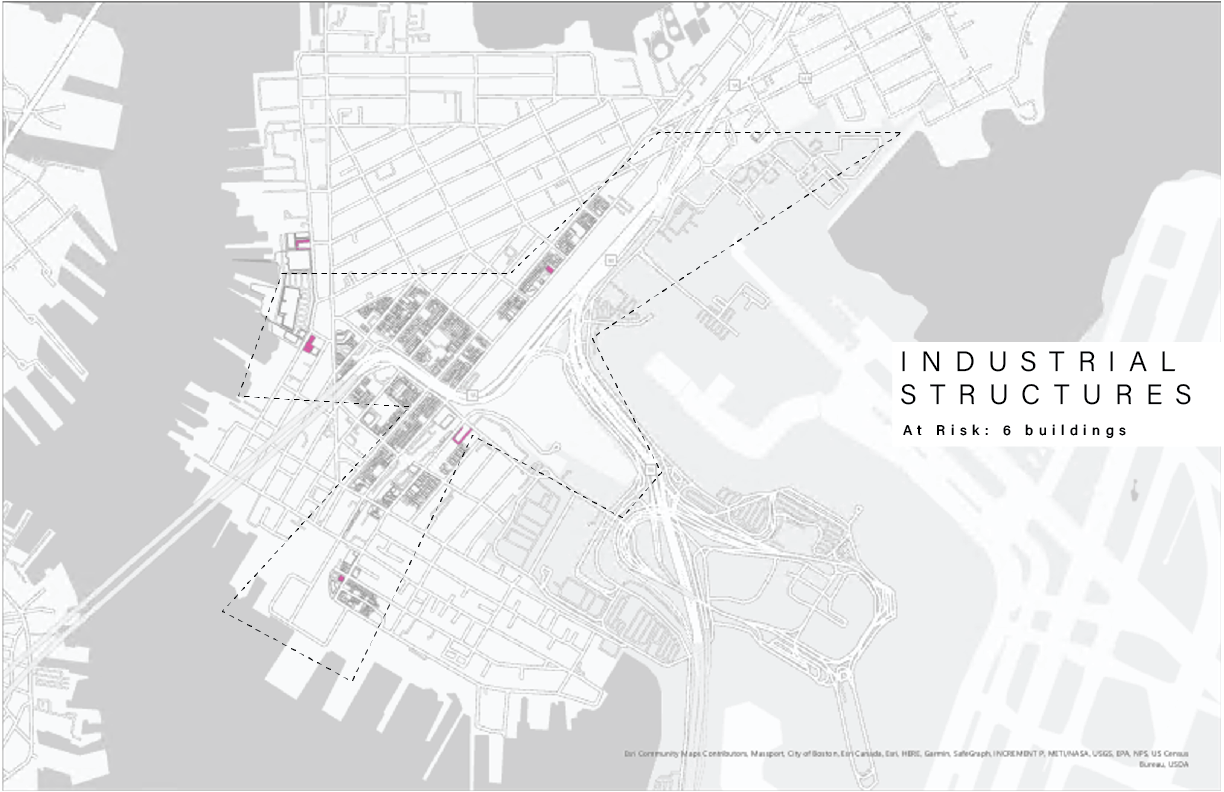 INDUSTRIAL
STRUCTURES
At Risk: 6 buildings
Esri Community Maps Contributors, Massport, City of Boston, Esri Canada, Esri, HERE, Garmin, SafeGraph, INCREMENT P, METI/NASA, USGS, EPA, NPS, US Census
Bureau, USDA